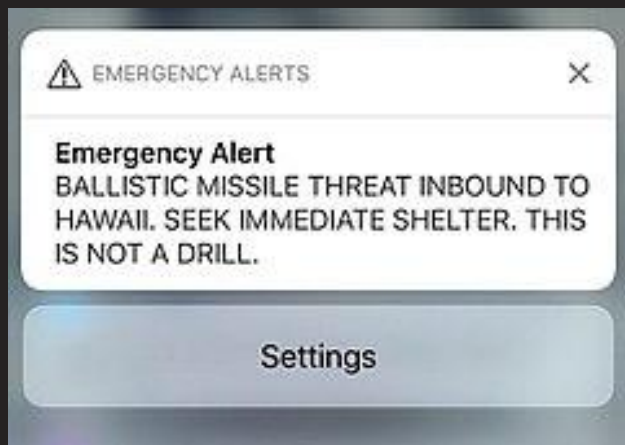 EMERGENCY ALERTS
Emergency Alert
BALLISTIC MISSILE THREAT INBOUND TO
HAWAII. SEEK IMMEDIATE SHELTER. THIS
IS NOT A DRILL.
Settings